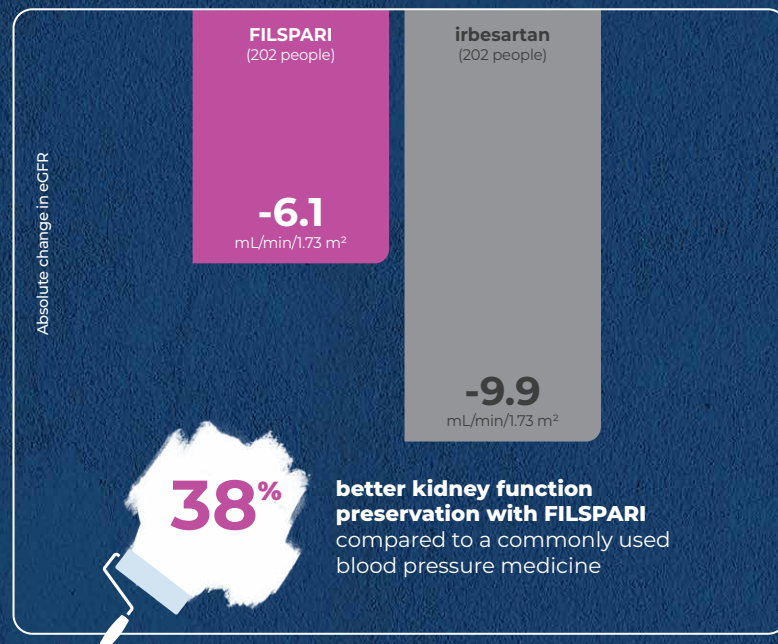 FILSPARI
(202 people)
irbesartan
(202 people)
Absolute change in eGFR
-6.1
mL/min/1.73 m²
-9.9
mL/min/1.73 m²
38%
better kidney function
preservation with FILSPARI
compared to a commonly used
blood pressure medicine